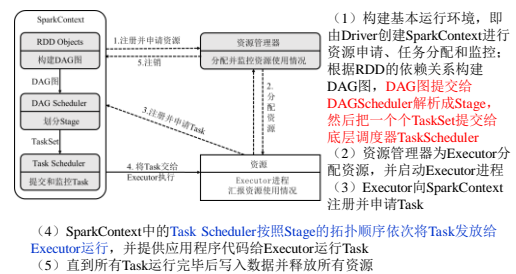 SparkContext
RDD Objects
构建DAG图
DAG图
DAG Scheduler
划分Stage
TaskSet
Task Scheduler
提交和监控Task
1.注册并申请资源
5.注销
资源管理器
分配并监控资源使用情况
2.分配资源
3.注册并申请Task
4. 将Task交给
Executor执行
资源
Executor进程
汇报资源使用情况
（1）构建基本运行环境，即
由Driver创建SparkContext进行
资源申请、任务分配和监控；
根据RDD的依赖关系构建
DAG图，DAG图提交给
DAGScheduler解析成Stage，
然后把一个个TaskSet提交给
底层调度器TaskScheduler
（2）资源管理器为Executor分
配资源，并启动Executor进程
（3）Executor向SparkContext
注册并申请Task
（4）SparkContext中的Task Scheduler按照Stage的拓扑顺序依次将Task发放给
Executor运行，并提供应用程序代码给Executor运行Task
（5）直到所有Task运行完毕后写入数据并释放所有资源